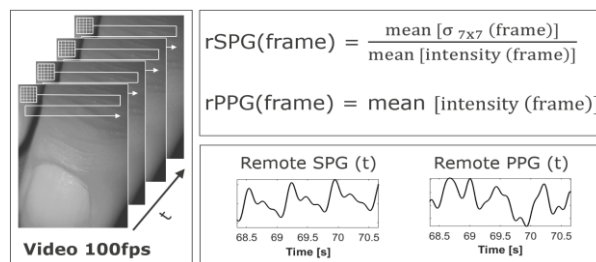 t
Video 100fps
rSPG(frame) = mean [σ 7x7 (frame)] / mean [intensity (frame)]
rPPG(frame) = mean [intensity (frame)]
Remote SPG (t)
68.5 69 69.5 70 70.5
Time [s]
Remote PPG (t)
68.5 69 69.5 70 70.5
Time [s]